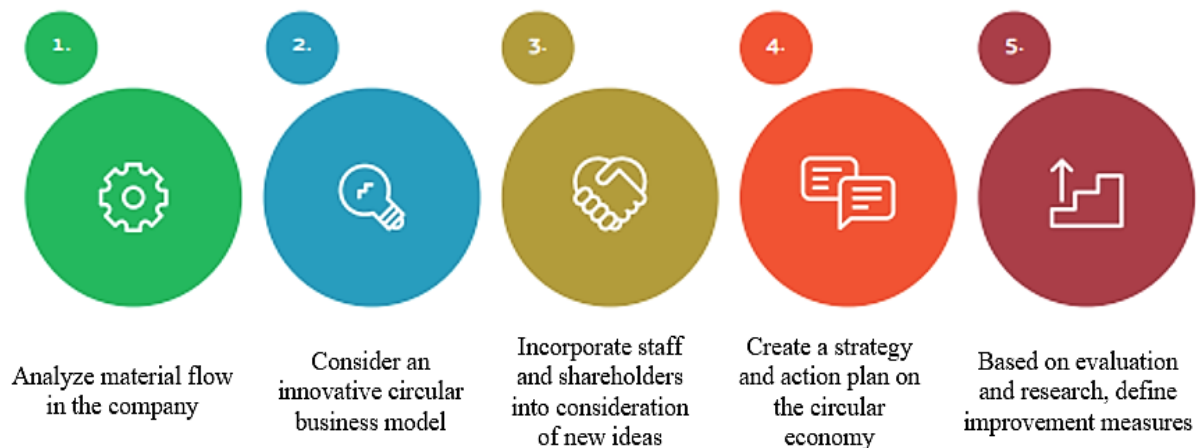 1.
2.
3.
4.
5.
Analyze material flow
in the company
Consider an
innovative circular
business model
Incorporate staff
and shareholders
into consideration
of new ideas
Create a strategy
and action plan on
the circular
economy
Based on evaluation
and research, define
improvement measures